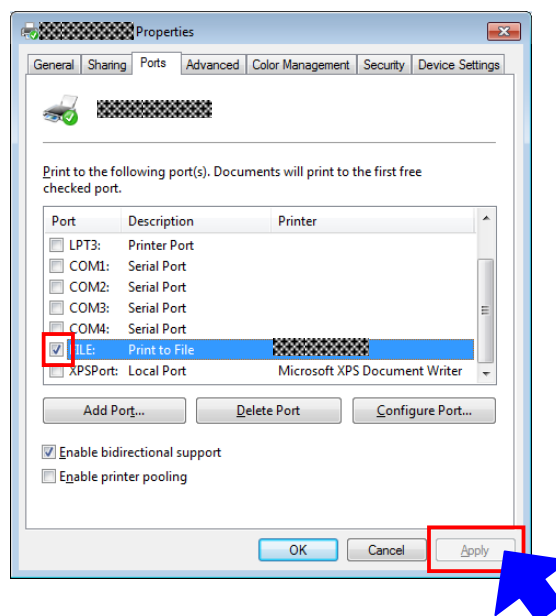 Properties
General Sharing Ports Advanced Color Management Security Device Settings
Print to the following port(s). Documents will print to the first free
checked port.
Port Description Printer
LPT3: Printer Port
COM1: Serial Port
COM2: Serial Port
COM3: Serial Port
COM4: Serial Port
FILE: Print to File
XPSPort: Local Port Microsoft XPS Document Writer
Add Port... Delete Port Configure Port...
Enable bidirectional support
Enable printer pooling
OK Cancel Apply